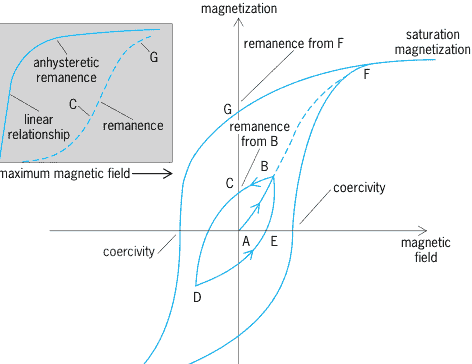 magnetization
G
anhysteretic
remanence
C
linear
relationship
remanence
maximum magnetic field
saturation
magnetization
remanence from F
F
G
remanence
from B
B
C
coercivity
A
E
magnetic
field
coercivity
D